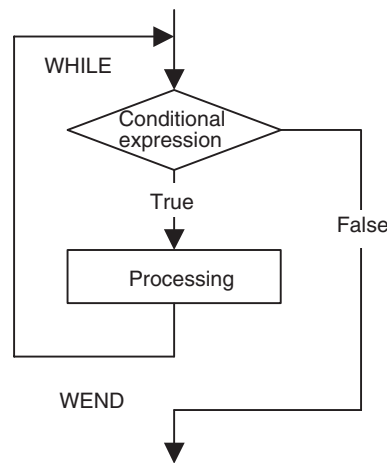 WHILE
Conditional
expression
True
False
Processing
WEND